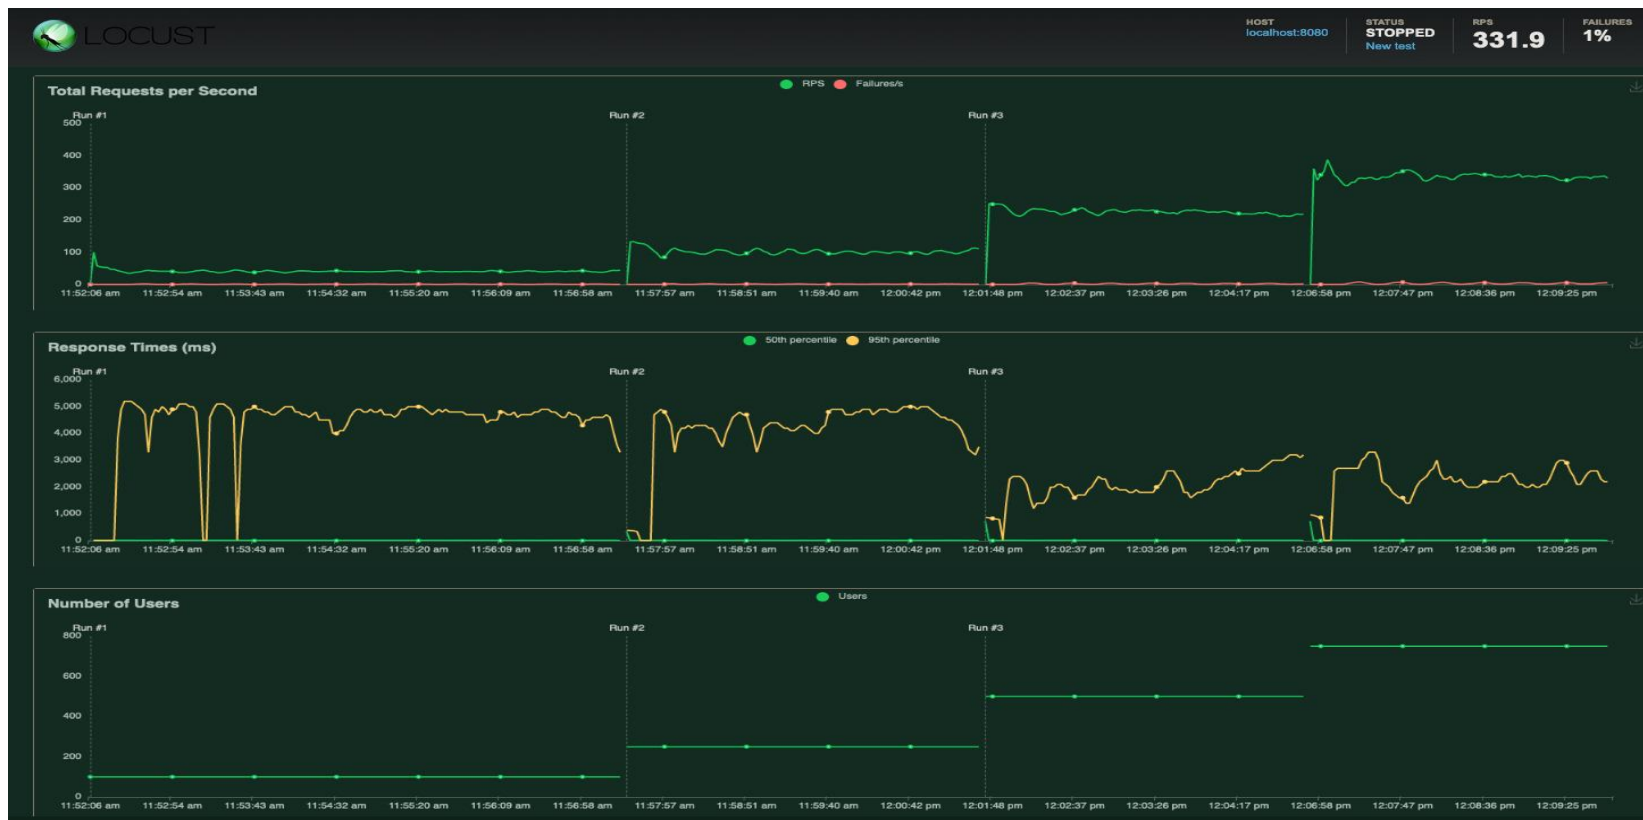 LOCUST
HOST
localhost:8080
STATUS
STOPPED
New test
RPS
331.9
FAILURES
1%
Total Requests per Second
RPS Failures/s
Run #1 Run #2 Run #3
500
400
300
200
100
0
11:52:06 am 11:52:54 am 11:53:43 am 11:54:32 am 11:55:20 am 11:56:09 am 11:56:58 am 11:57:57 am 11:58:51 am 11:59:40 am 12:00:42 pm 12:01:48 pm 12:02:37 pm 12:03:26 pm 12:04:17 pm 12:06:58 pm 12:07:47 pm 12:08:36 pm 12:09:25 pm
Response Times (ms)
50th percentile 95th percentile
Run #1 Run #2 Run #3
6,000
5,000
4,000
3,000
2,000
1,000
0
11:52:06 am 11:52:54 am 11:53:43 am 11:54:32 am 11:55:20 am 11:56:09 am 11:56:58 am 11:57:57 am 11:58:51 am 11:59:40 am 12:00:42 pm 12:01:48 pm 12:02:37 pm 12:03:26 pm 12:04:17 pm 12:06:58 pm 12:07:47 pm 12:08:36 pm 12:09:25 pm
Number of Users
Users
Run #1 Run #2 Run #3
800
600
400
200
0
11:52:06 am 11:52:54 am 11:53:43 am 11:54:32 am 11:55:20 am 11:56:09 am 11:56:58 am 11:57:57 am 11:58:51 am 11:59:40 am 12:00:42 pm 12:01:48 pm 12:02:37 pm 12:03:26 pm 12:04:17 pm 12:06:58 pm 12:07:47 pm 12:08:36 pm 12:09:25 pm